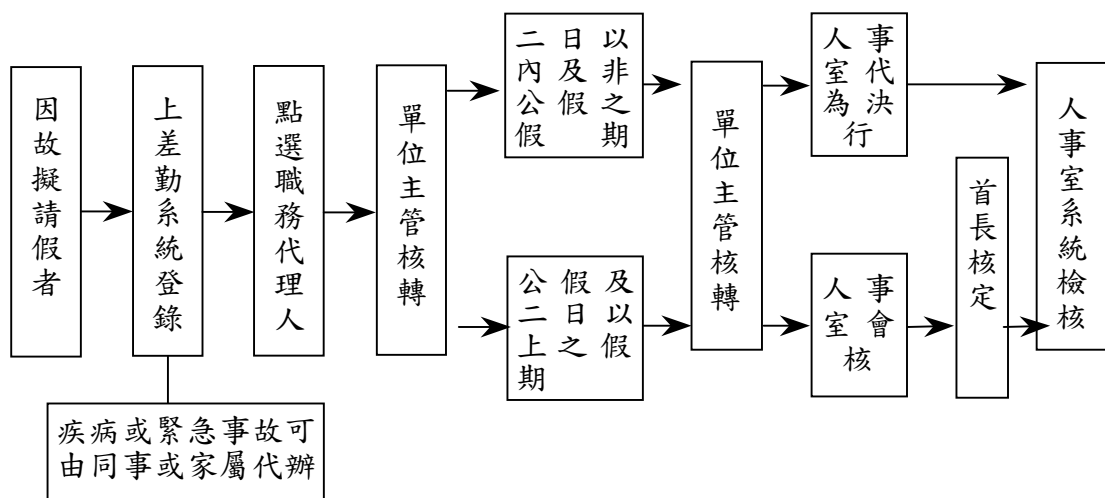 因故擬請假者
上差勤系統登錄
點選職務代理人
單位主管核轉
二日以
內及非
公假之
假期
公假及
二日以
上之假
期
單位主管核轉
人事
室代
為決
行
人事
室會
核
首長核定
人事室系統檢核
疾病或緊急事故可
由同事或家屬代辦